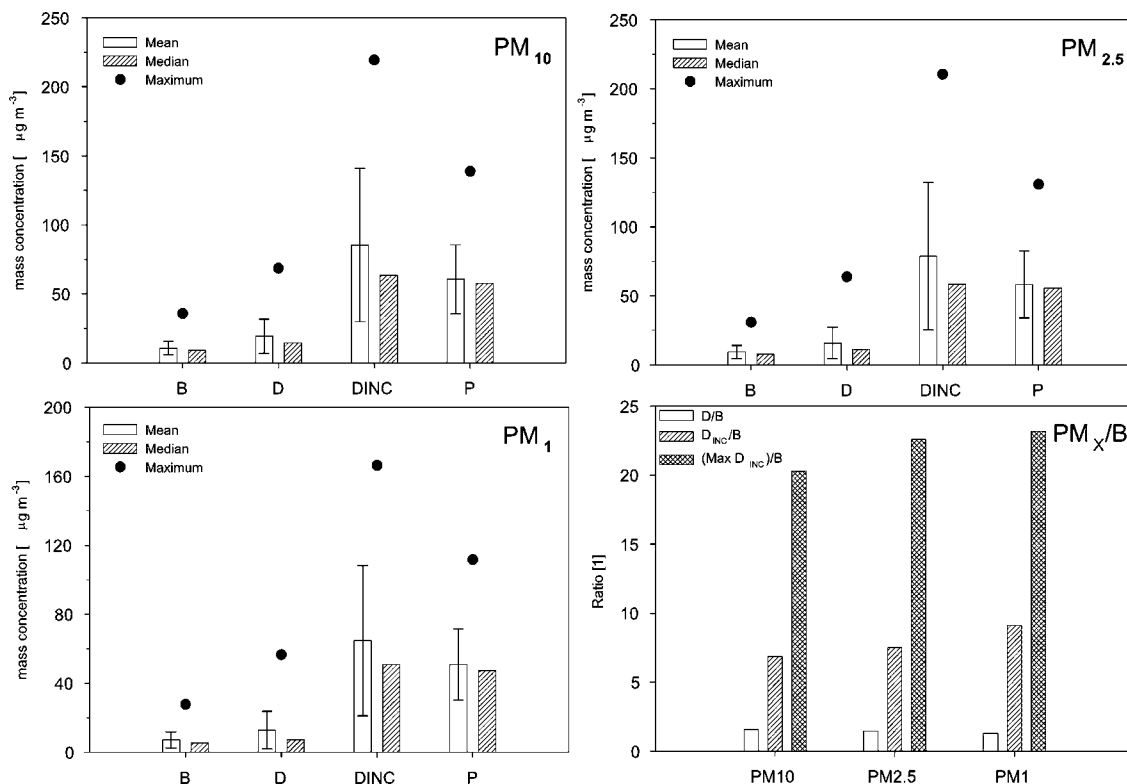 PM10
Mean
Median
Maximum
mass concentration [ μg m-3]
250
200
150
100
50
0
B D DINC P
PM2.5
Mean
Median
Maximum
mass concentration [ μg m-3]
250
200
150
100
50
0
B D DINC P
PM1
Mean
Median
Maximum
mass concentration [ μg m-3]
200
160
120
80
40
0
B D DINC P
PMX/B
D/B
DINC/B
(Max DINC)/B
Ratio [1]
25
20
15
10
5
0
PM10 PM2.5 PM1